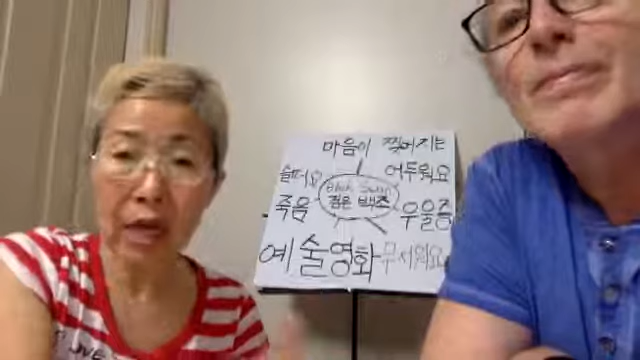 마음이 찢어지는
슬퍼요
어두워요
Black Swan
검은 백조
죽음
우울증
예술영화
무서워요
LIVE